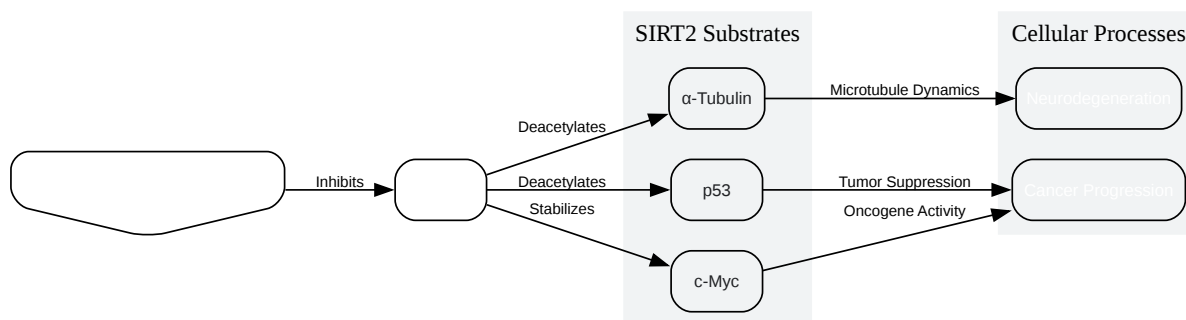 SIRT2 Substrates
Cellular Processes
α-Tubulin
Microtubule Dynamics
Neurodegeneration
Deacetylates
Inhibits
Deacetylates
p53
Tumor Suppression
Cancer Progression
Stabilizes
Oncogene Activity
c-Myc